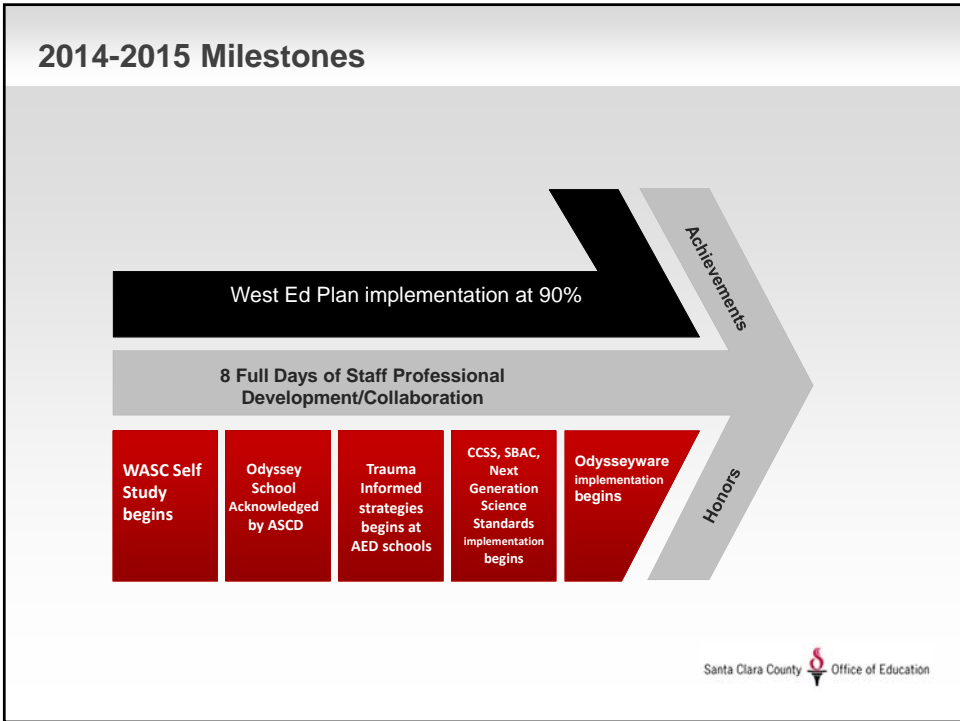 2014-2015 Milestones
Achievements
West Ed Plan implementation at 90%
8 Full Days of Staff Professional
Development/Collaboration
WASC Self
Study
begins
Odyssey
School
Acknowledged
by ASCD
Trauma
Informed
strategies
begins at
AED schools
CCSS, SBAC,
Next
Generation
Science
Standards
implementation
begins
Odysseyware
implementation
begins
Honors
Santa Clara County Office of Education